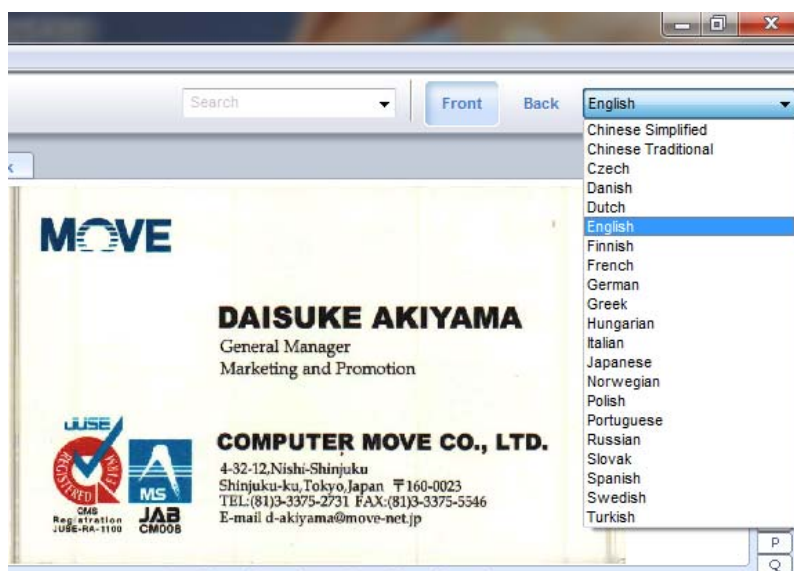 Search
Front
Back
English
Chinese Simplified
Chinese Traditional
Czech
Danish
Dutch
English
Finnish
French
German
Greek
Hungarian
Italian
Japanese
Norwegian
Polish
Portuguese
Russian
Slovak
Spanish
Swedish
Turkish
x
MOVE
DAISUKE AKIYAMA
General Manager
Marketing and Promotion
JUSE
REGISTERED
FIRM
QMS
Registration
JUSE-RA-1100
MS
JAB
CM008
COMPUTER MOVE CO., LTD.
4-32-12,Nishi-Shinjuku
Shinjuku-ku,Tokyo,Japan 〒160-0023
TEL:(81)3-3375-2731 FAX:(81)3-3375-5546
E-mail d-akiyama@move-net.jp
P
Q